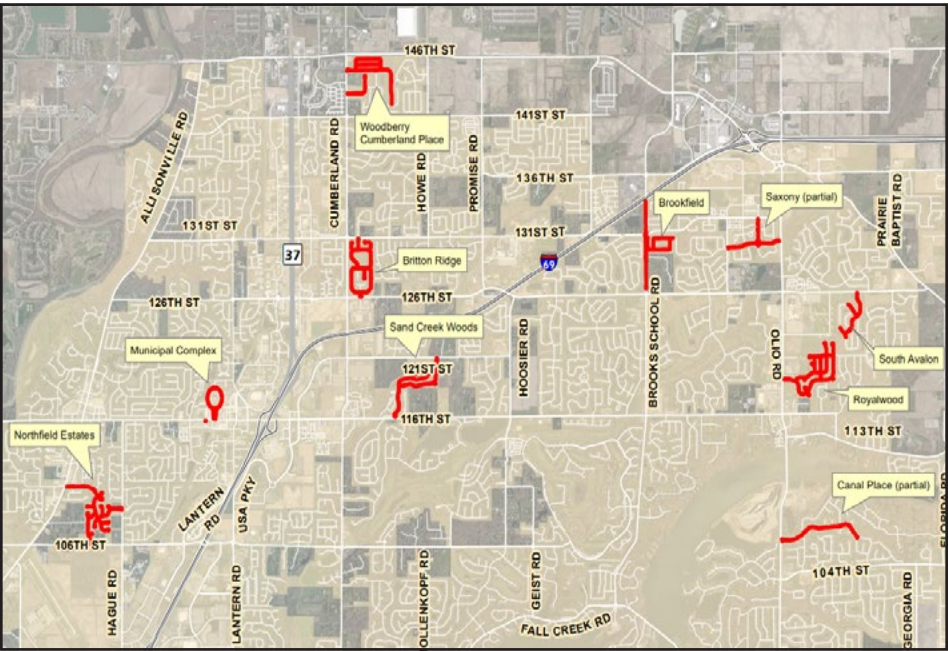 146TH ST
Woodberry
Cumberland Place
141ST ST
ALLISONVILLE RD
CUMBERLAND RD
HOWE RD
PROMISE RD
136TH ST
Brookfield
Saxony (partial)
PRAIRIE
BAPTIST RD
131ST ST
131ST ST
37
Britton Ridge
69
126TH ST
126TH ST
Sand Creek Woods
HOOSIER RD
BROOKS SCHOOL RD
OLIO RD
Municipal Complex
121ST ST
South Avalon
Royalwood
116TH ST
113TH ST
Northfield Estates
LANTERN
RD
USA PKY
Canal Place (partial)
106TH ST
104TH ST
HAGUE RD
LANTERN RD
OLLENKOPF RD
GEIST RD
FALL CREEK RD
GEORGIA RD